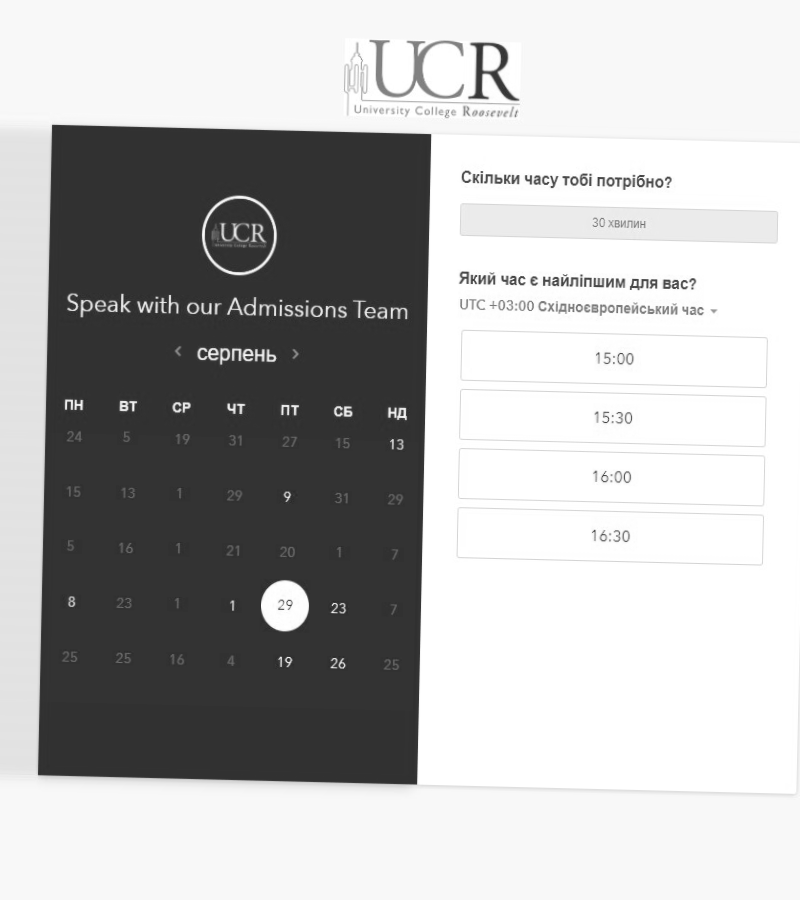 UCR
University College Roosevelt
UCR
University College Roosevelt
Speak with our Admissions Team
серпень
ПН ВТ СР ЧТ ПТ СБ НД
24 5 19 31 27 15 13
15 13 1 29 9 31 29
5 16 1 21 20 1 7
8 23 1 1 29 23 7
25 25 16 4 19 26 25
Скільки часу тобі потрібно?
30 хвилин
Який час є найліпшим для вас?
UTC +03:00 Східноєвропейський час
15:00
15:30
16:00
16:30